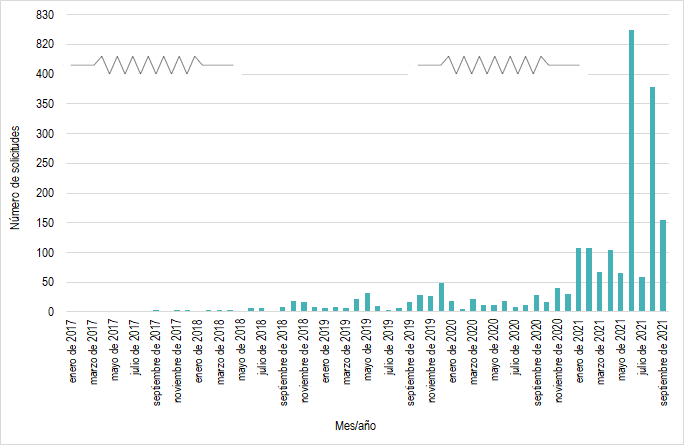 830
820
400
350
300
250
200
150
100
50
0
Número de solicitudes
enero de 2017
marzo de 2017
mayo de 2017
julio de 2017
septiembre de 2017
noviembre de 2017
enero de 2018
marzo de 2018
mayo de 2018
julio de 2018
septiembre de 2018
noviembre de 2018
enero de 2019
marzo de 2019
mayo de 2019
julio de 2019
septiembre de 2019
noviembre de 2019
enero de 2020
marzo de 2020
mayo de 2020
julio de 2020
septiembre de 2020
noviembre de 2020
enero de 2021
marzo de 2021
mayo de 2021
julio de 2021
septiembre de 2021
Mes/año